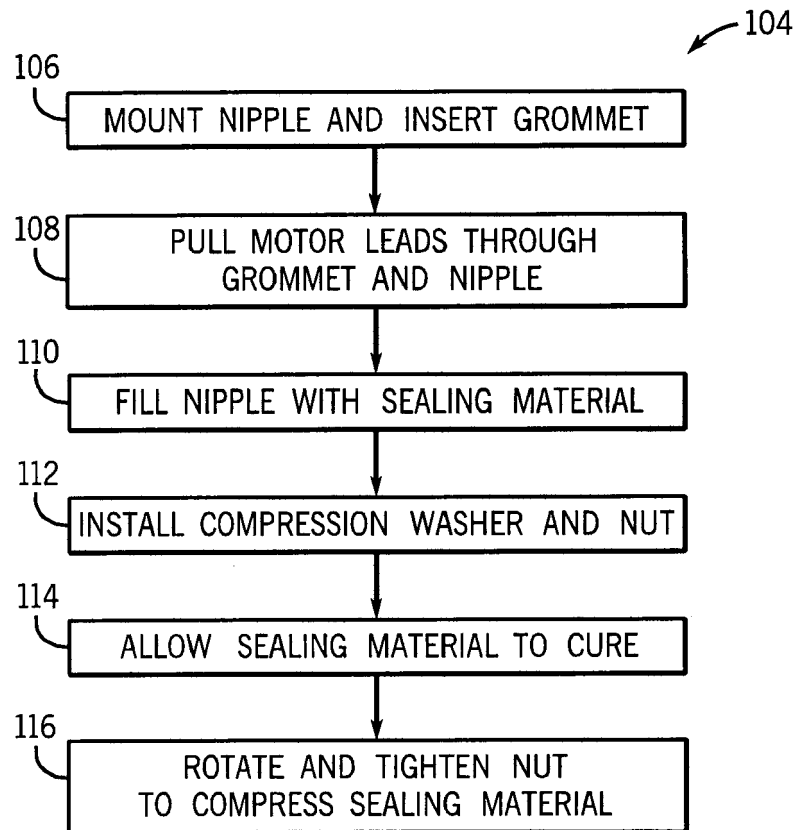 104
106
MOUNT NIPPLE AND INSERT GROMMET
108
PULL MOTOR LEADS THROUGH
GROMMET AND NIPPLE
110
FILL NIPPLE WITH SEALING MATERIAL
112
INSTALL COMPRESSION WASHER AND NUT
114
ALLOW SEALING MATERIAL TO CURE
116
ROTATE AND TIGHTEN NUT
TO COMPRESS SEALING MATERIAL